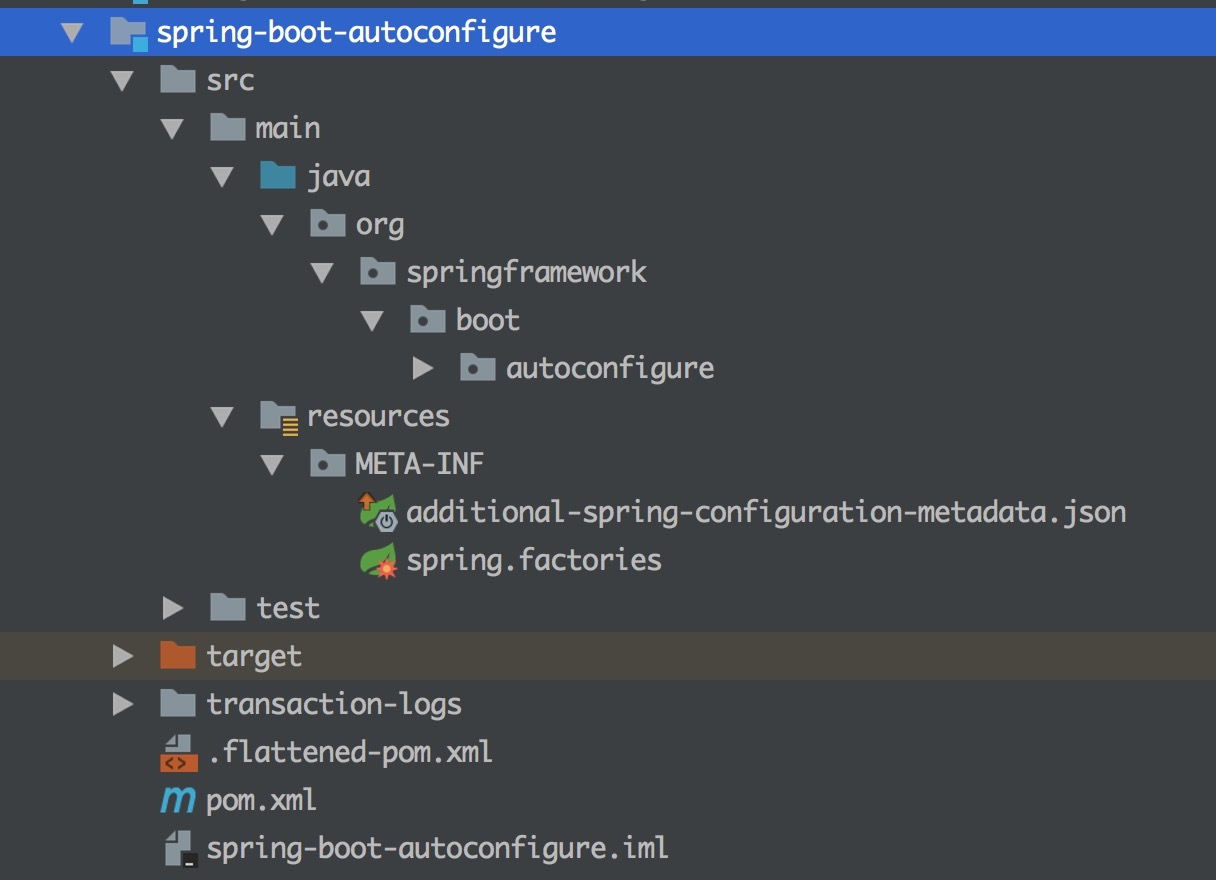 spring-boot-autoconfigure
src
main
java
org
springframework
boot
autoconfigure
resources
META-INF
additional-spring-configuration-metadata.json
spring.factories
test
target
transaction-logs
.flattened-pom.xml
pom.xml
spring-boot-autoconfigure.iml